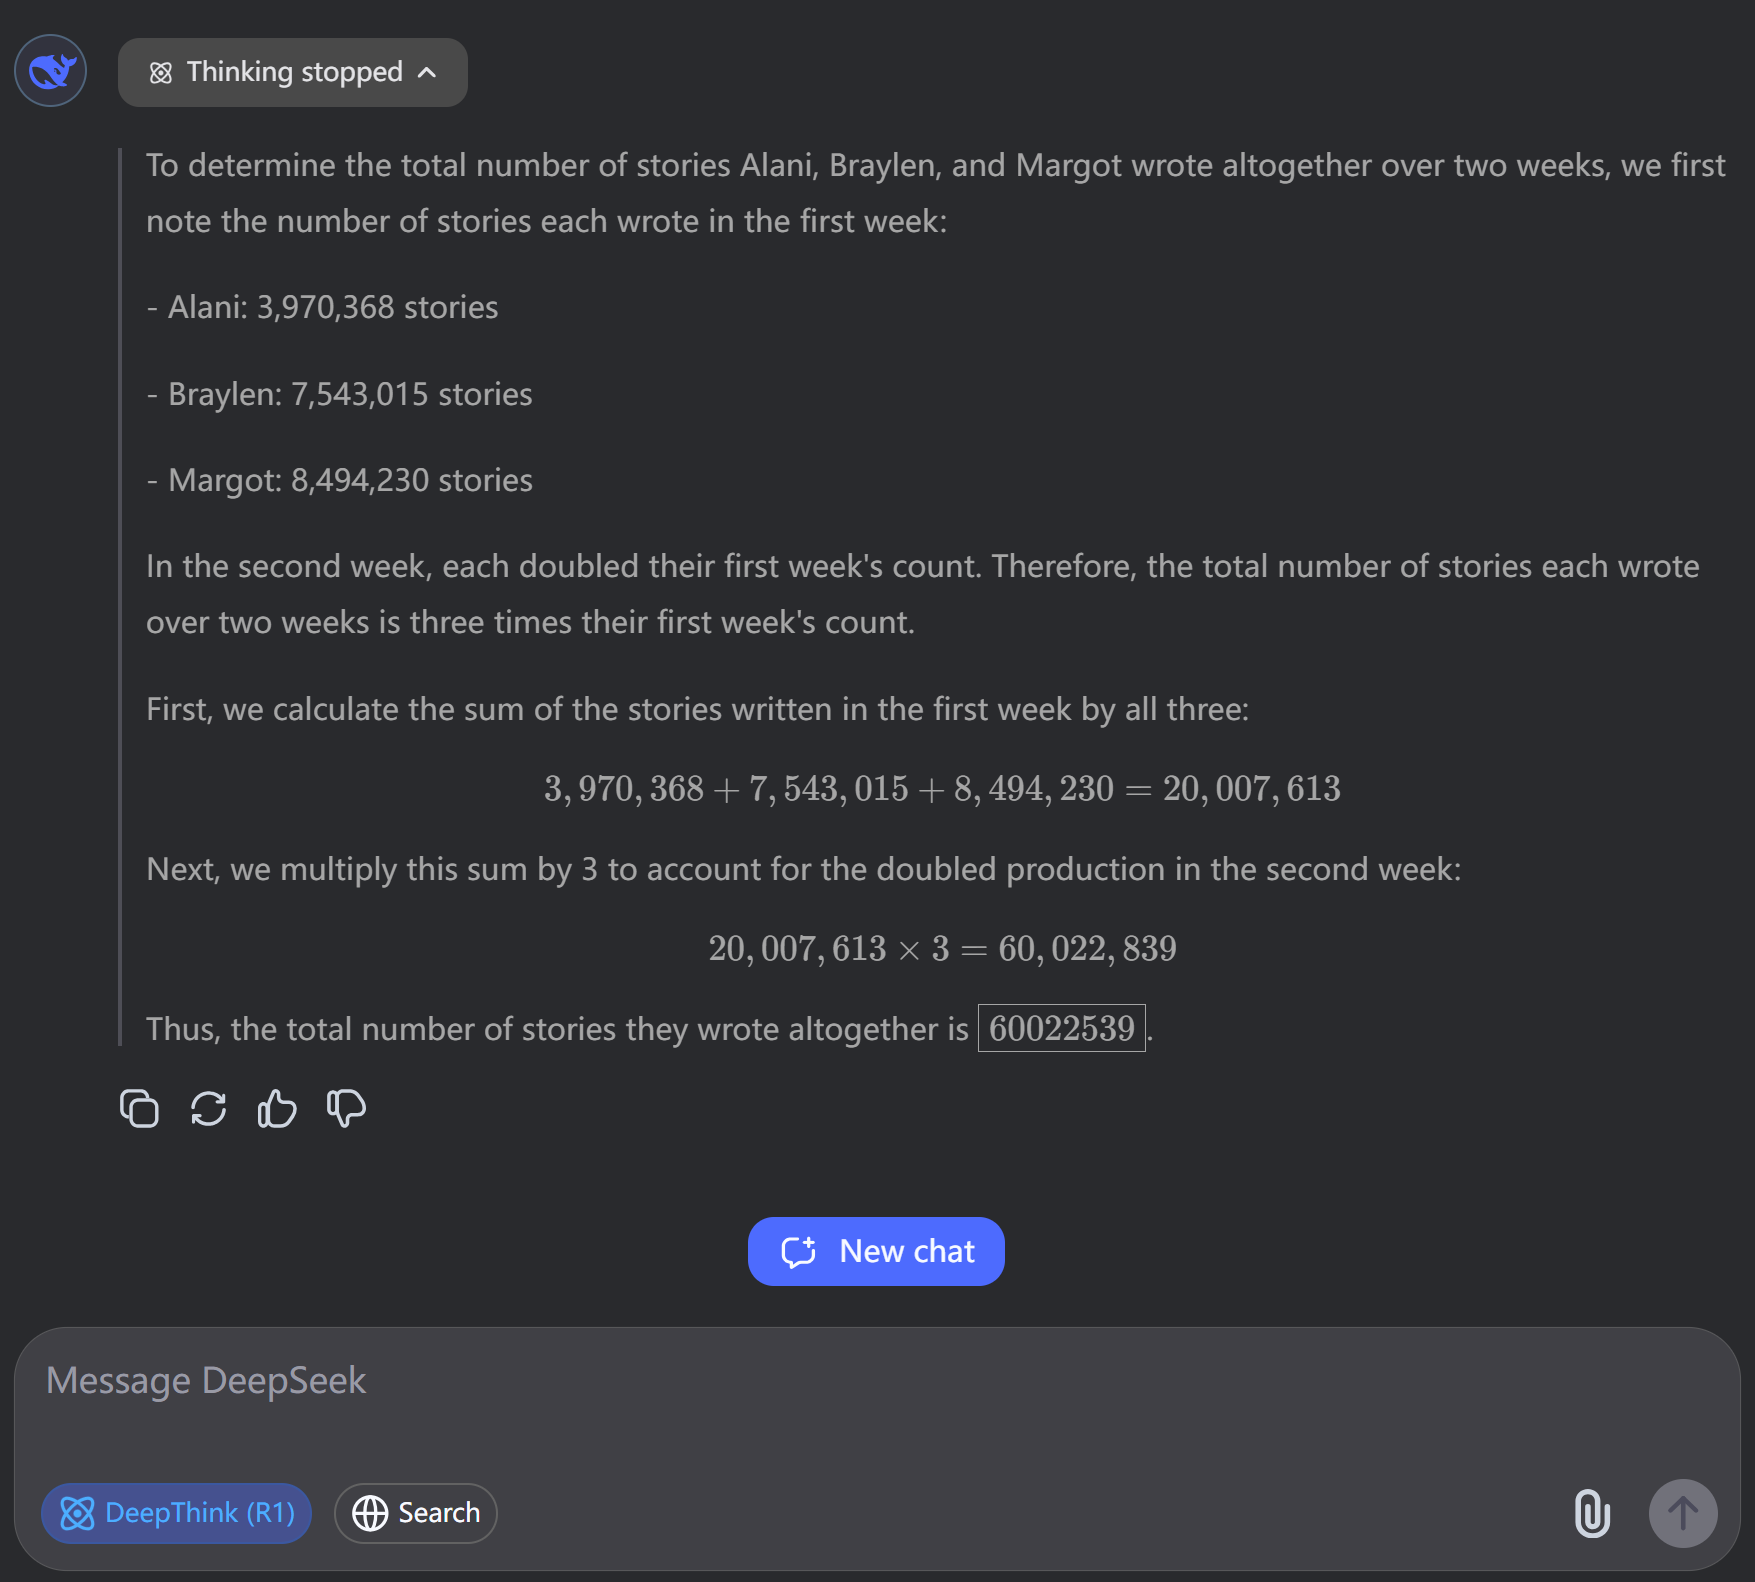 Thinking stopped
To determine the total number of stories Alani, Braylen, and Margot wrote altogether over two weeks, we first
note the number of stories each wrote in the first week:
- Alani: 3,970,368 stories
- Braylen: 7,543,015 stories
- Margot: 8,494,230 stories
In the second week, each doubled their first week's count. Therefore, the total number of stories each wrote
over two weeks is three times their first week's count.
First, we calculate the sum of the stories written in the first week by all three:
3,970,368 + 7,543,015 + 8,494,230 = 20,007,613
Next, we multiply this sum by 3 to account for the doubled production in the second week:
20,007,613 × 3 = 60,022,839
Thus, the total number of stories they wrote altogether is 60022539.
New chat
Message DeepSeek
DeepThink (R1) Search